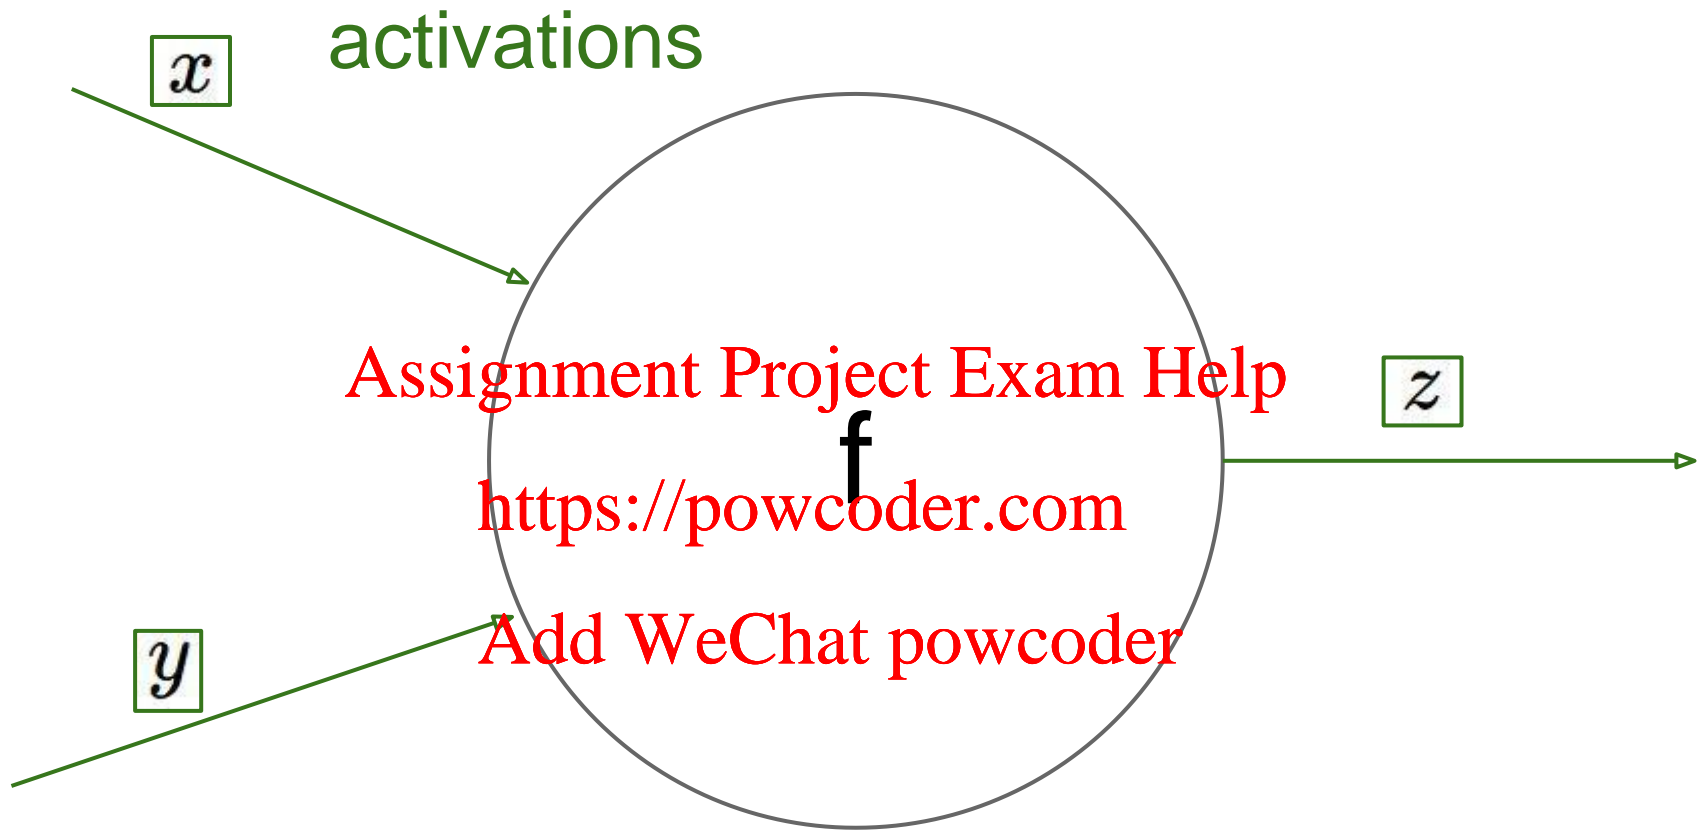 activations
x
Assignment Project Exam Help
z
f
https://powcoder.com
Add WeChat powcoder
y